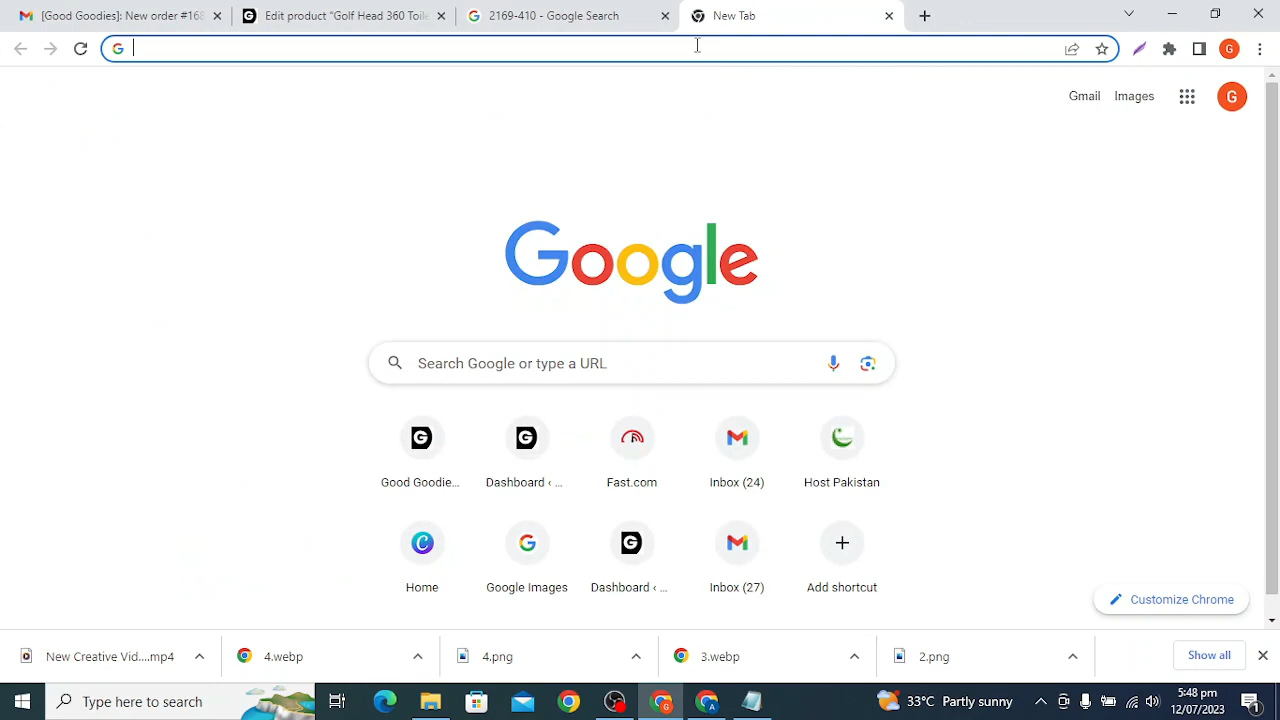 [Good Goodies]: New order #168
Edit product "Golf Head 360 Toile
2169-410 - Google Search
New Tab
G
Gmail
Images
G
Google
Search Google or type a URL
Good Goodie...
Dashboard ‹ ...
Fast.com
Inbox (24)
Host Pakistan
Home
Google Images
Dashboard ‹ ...
Inbox (27)
Add shortcut
Customize Chrome
New Creative Vid....mp4
4.webp
4.png
3.webp
2.png
Show all
Type here to search
33°C Partly sunny
5:48 pm
12/07/2023